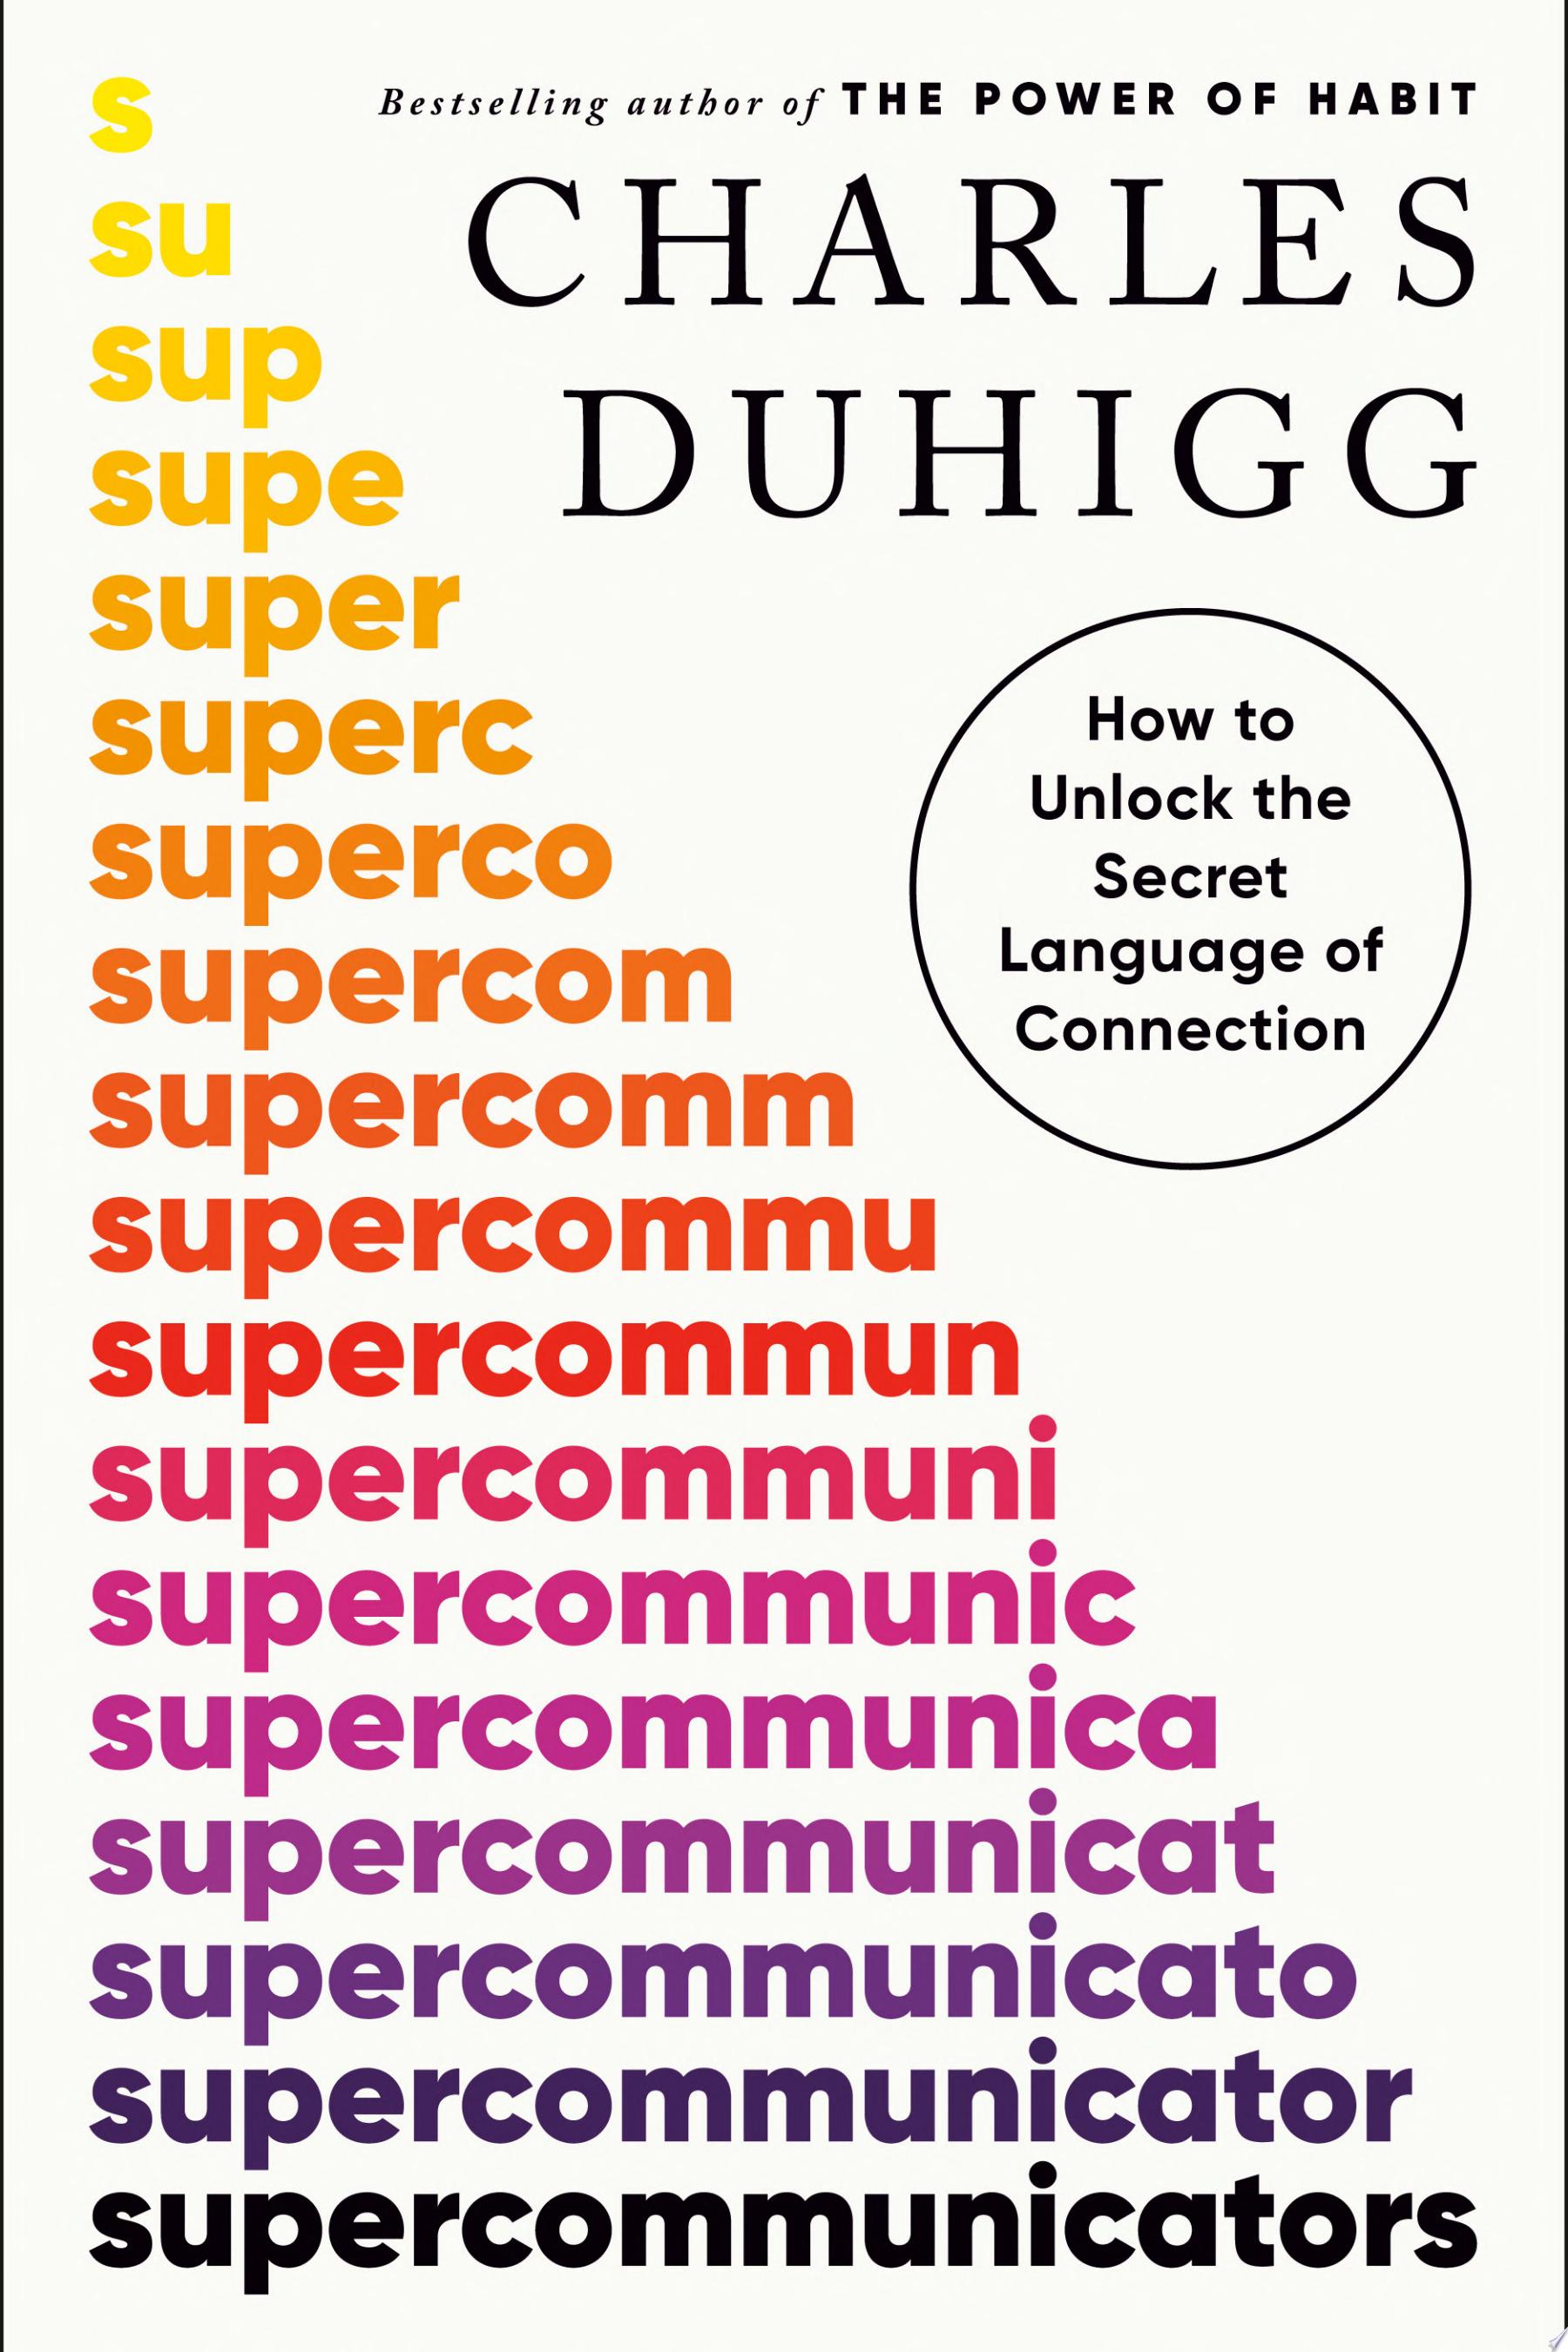 Bestselling author of THE POWER OF HABIT
CHARLES
DUHIGG
How to
Unlock the
Secret
Language of
Connection
s
su
sup
supe
super
superc
superco
supercom
supercomm
supercommu
supercommun
supercommuni
supercommunic
supercommunica
supercommunicat
supercommunicato
supercommunicator
supercommunicators